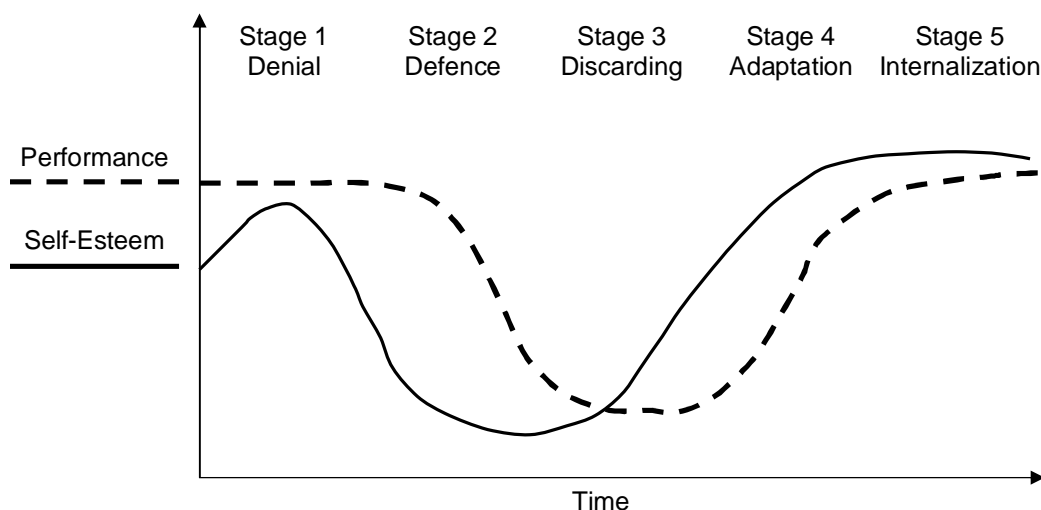 Stage 1
Denial
Stage 2
Defence
Stage 3
Discarding
Stage 4
Adaptation
Stage 5
Internalization
Performance
Self-Esteem
Time